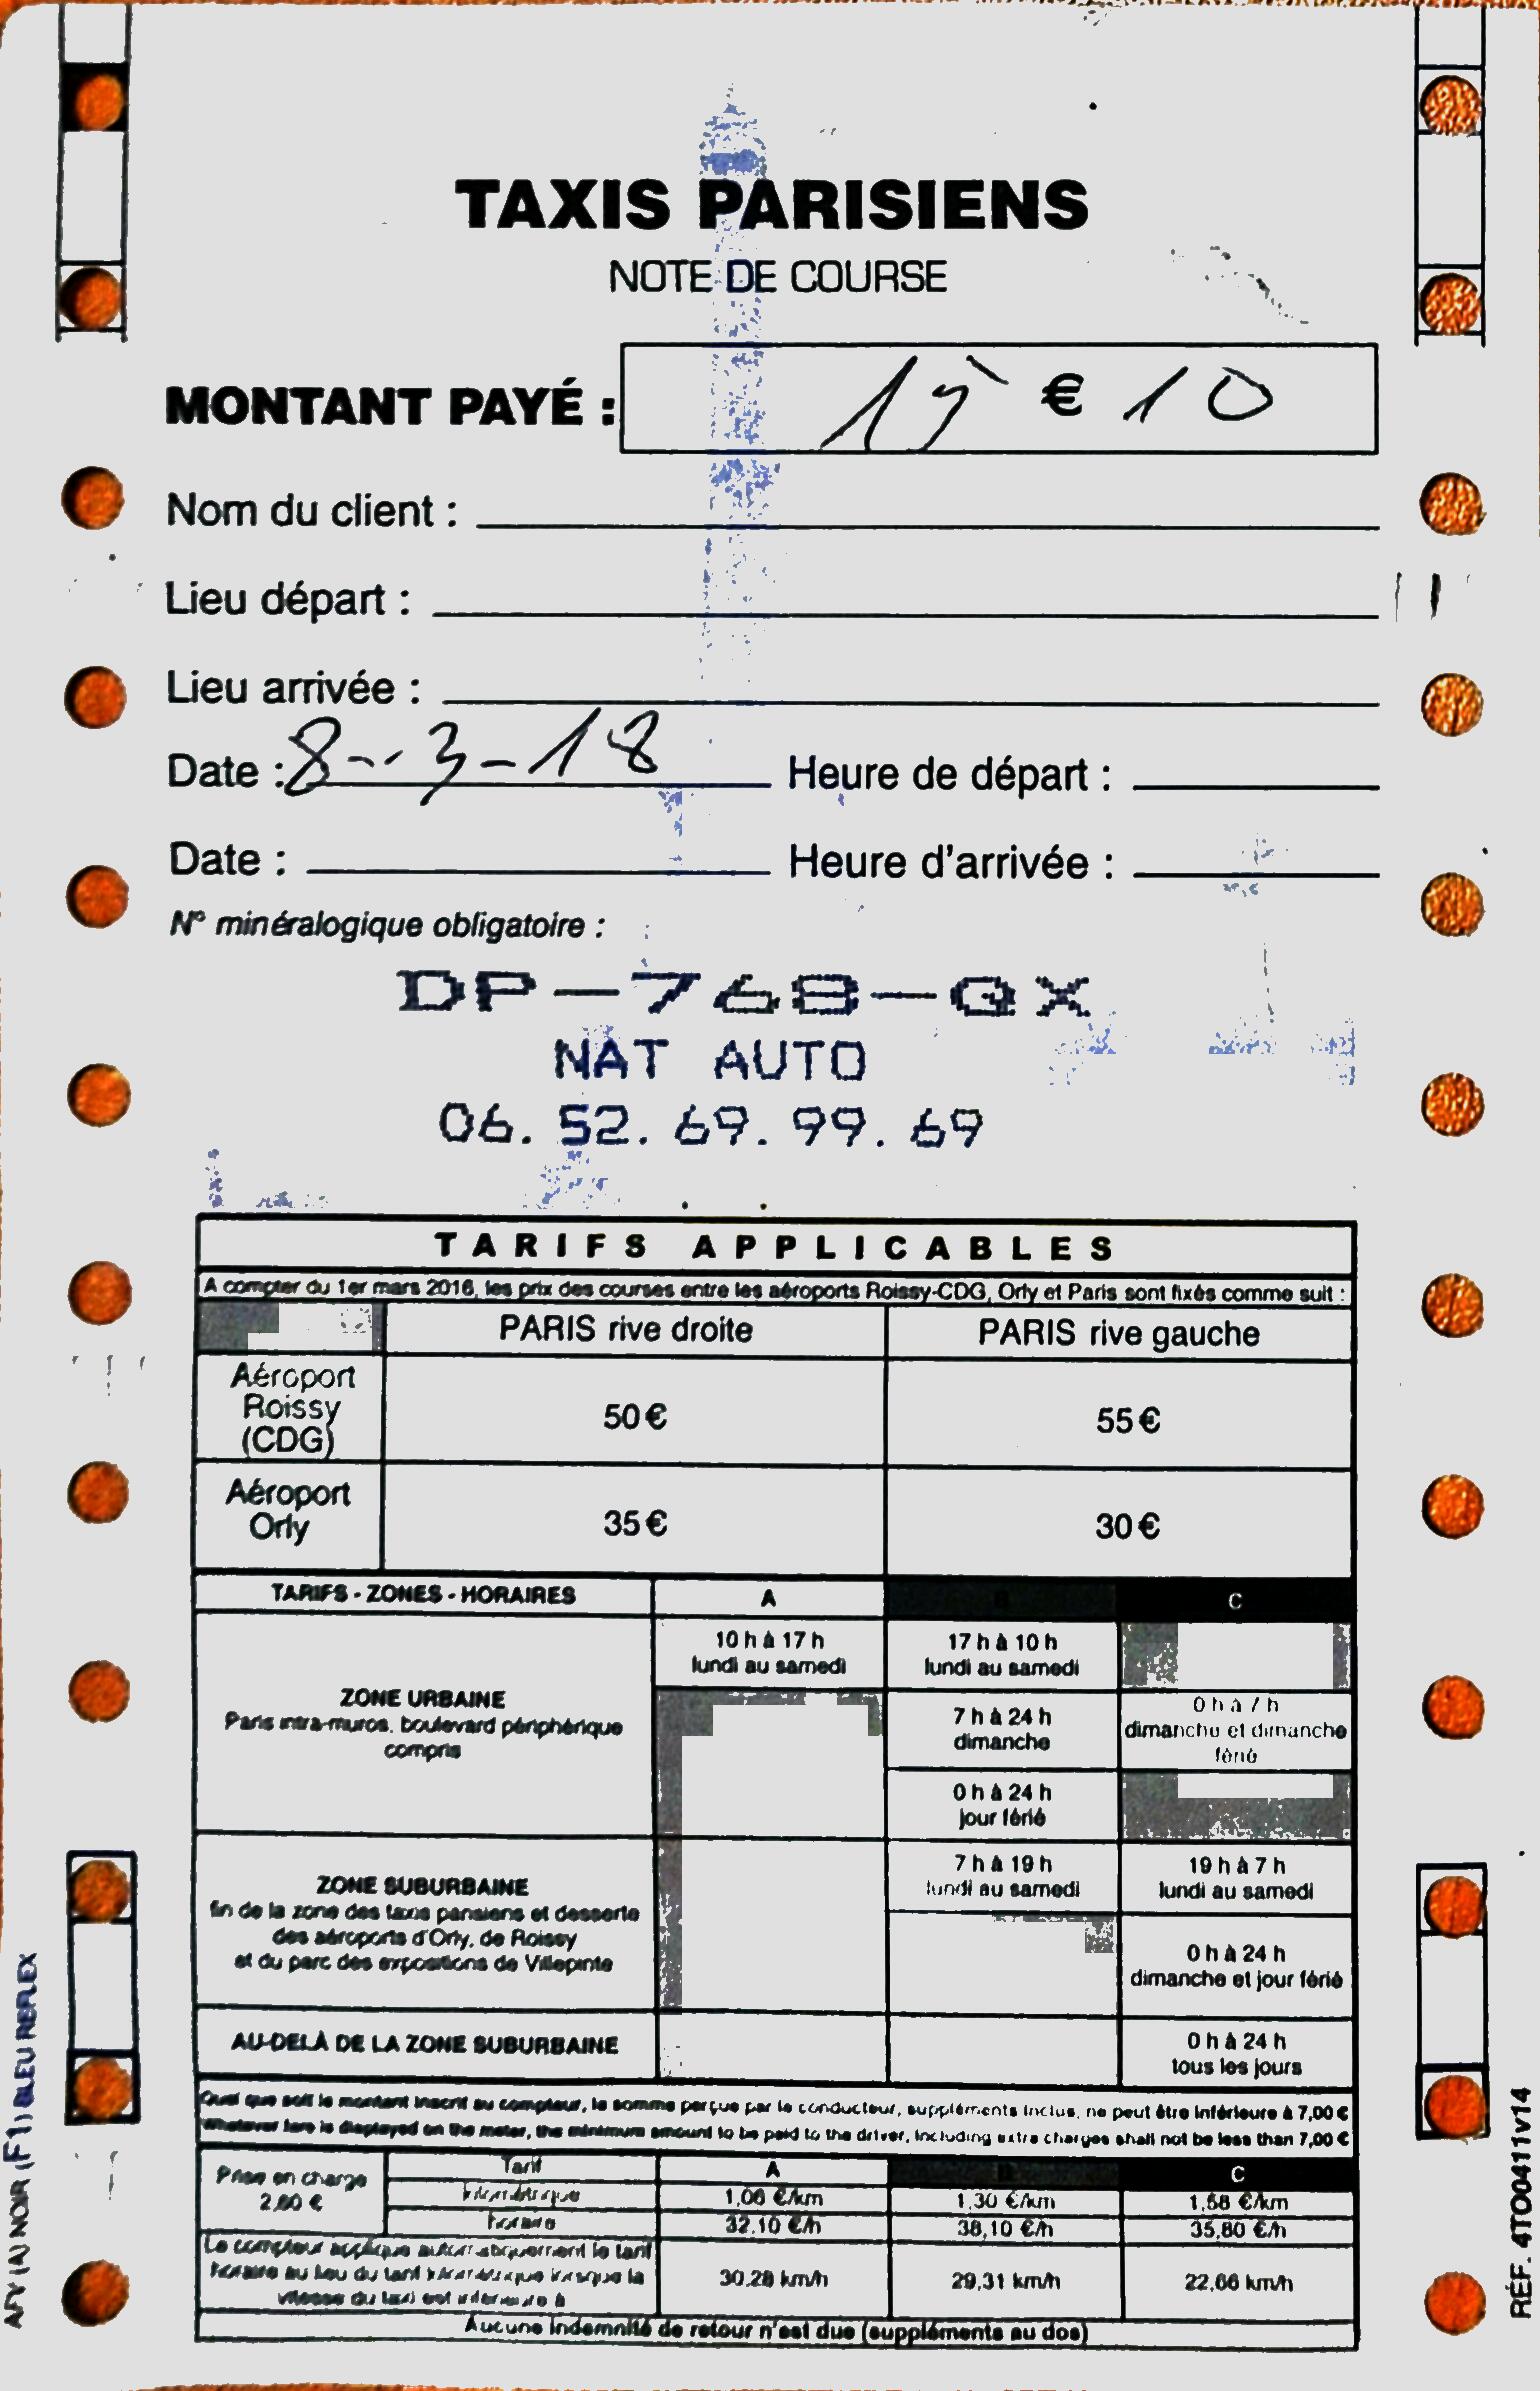 TAXIS PARISIENS
NOTE DE COURSE
MONTANT PAYÉ : € 10
Nom du client :
Lieu départ :
Lieu arrivée :
Date : 8-3-18 Heure de départ :
Date : Heure d'arrivée :
N° minéralogique obligatoire :
DP-768-QX
NAT AUTO
06. 52. 69. 99. 69
TARIFS APPLICABLES
A compter du 1er mars 2016, les prix des courses entre les aéroports Roissy-CDG, Orly et Paris sont fixés comme suit :
PARIS rive droite PARIS rive gauche
Aéroport Roissy (CDG) 50 € 55 €
Aéroport Orly 35 € 30 €
TARIFS - ZONES - HORAIRES A B C
ZONE URBAINE
Paris intra-muros, boulevard périphérique
compris
10 h à 17 h
lundi au samedi
17 h à 10 h
lundi au samedi
7 h à 24 h
dimanche
0 h à 7 h
dimanche et dimanche
férié
0 h à 24 h
jour férié
ZONE SUBURBAINE
fin de la zone des taxis parisiens et desserte
des aéroports d'Orly, de Roissy
et du parc des expositions de Villepinte
7 h à 19 h
lundi au samedi
19 h à 7 h
lundi au samedi
0 h à 24 h
dimanche et jour férié
AU-DELÀ DE LA ZONE SUBURBAINE
0 h à 24 h
tous les jours
Quel que soit le montant inscrit au compteur, la somme perçue par le conducteur, suppléments inclus, ne peut être inférieure à 7,00 €
Whatever fare is displayed on the meter, the minimum amount to be paid to the driver, including extra charges shall not be less than 7,00 €
Prise en charge
2,60 €
Tarif A B C
kilométrique 1,06 €/km 1,30 €/km 1,58 €/km
horaire 32,10 €/h 38,10 €/h 35,80 €/h
Le compteur applique automatiquement le tarif
horaire au lieu du tarif kilométrique lorsque la
vitesse du taxi est inférieure à
30,28 km/h 29,31 km/h 22,66 km/h
Aucune indemnité de retour n'est due (suppléments au dos)
AFV (A) NOIR (F1) BLEU REFLEX
RÉF. 4TO0411v14